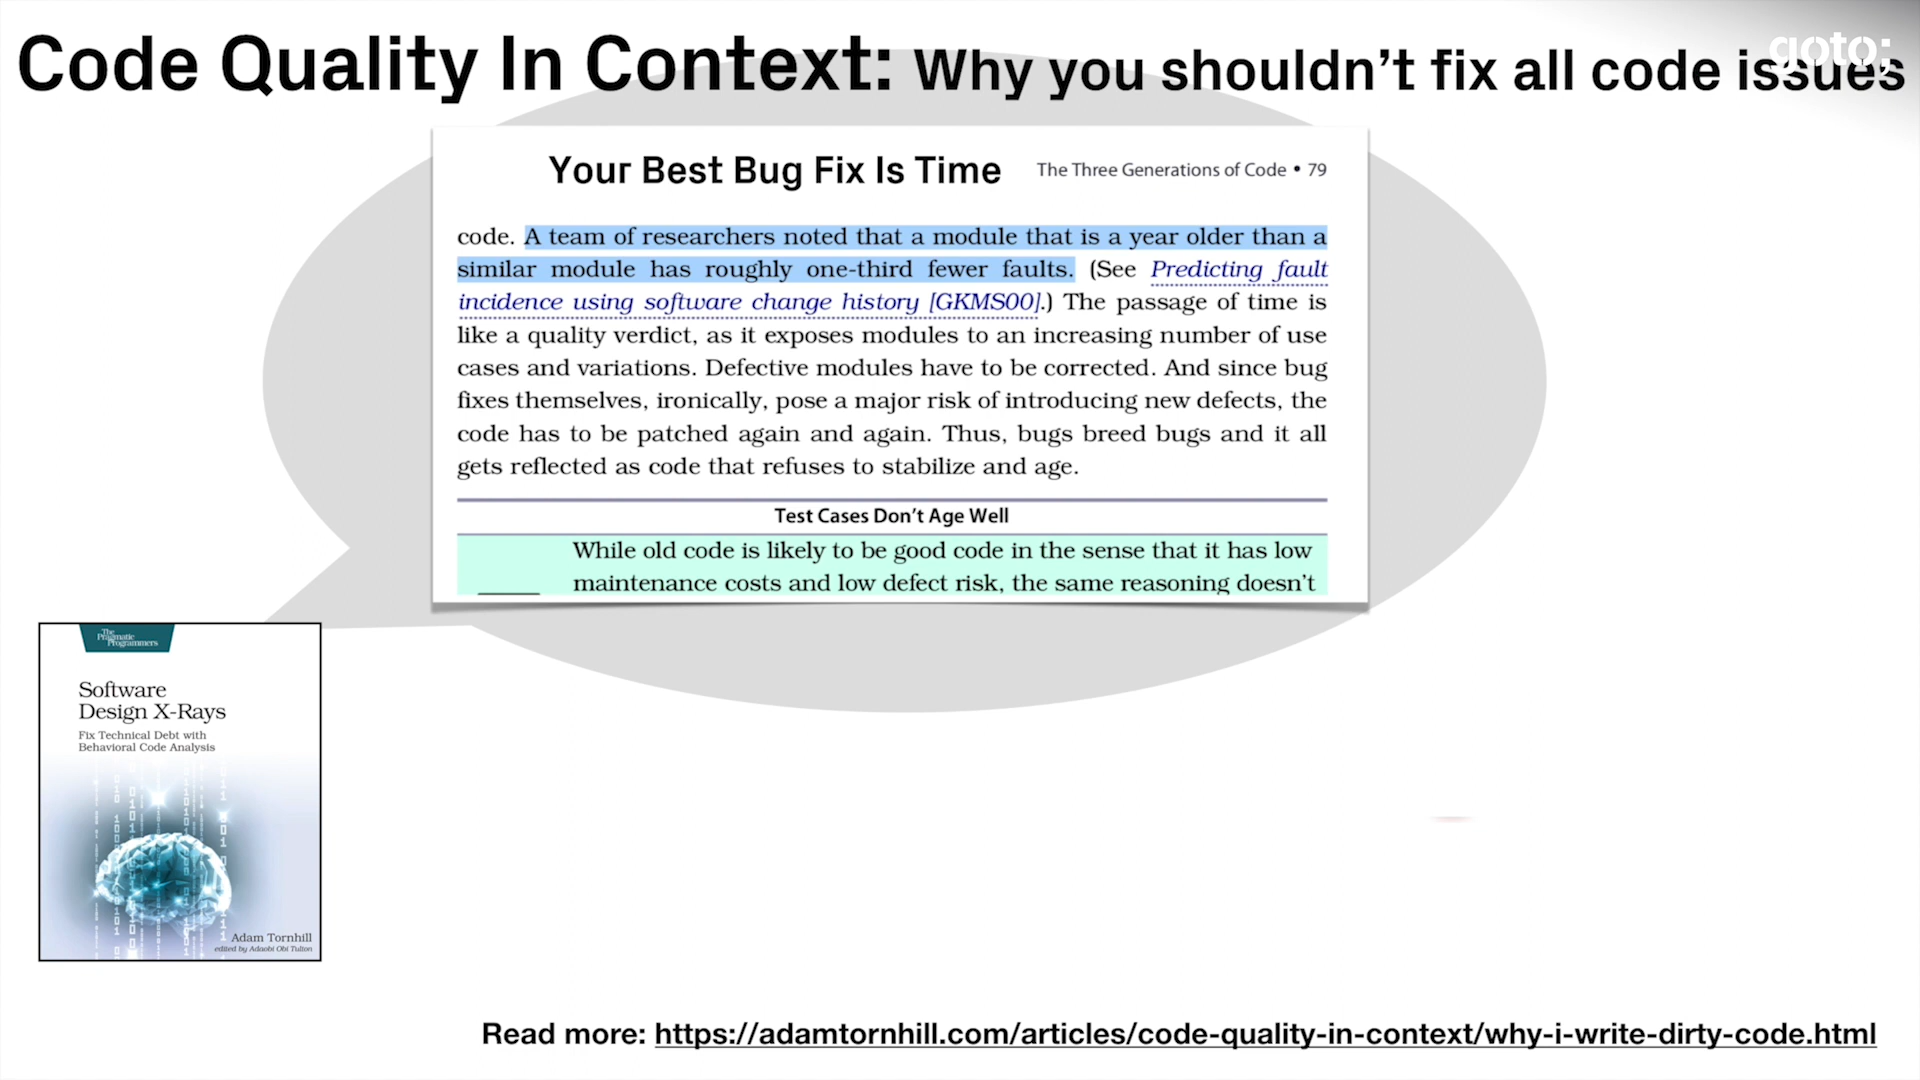 Code Quality In Context: Why you shouldn't fix all code issues
goto;
Your Best Bug Fix Is Time
The Three Generations of Code • 79
code. A team of researchers noted that a module that is a year older than a
similar module has roughly one-third fewer faults. (See Predicting fault
incidence using software change history [GKMS00].) The passage of time is
like a quality verdict, as it exposes modules to an increasing number of use
cases and variations. Defective modules have to be corrected. And since bug
fixes themselves, ironically, pose a major risk of introducing new defects, the
code has to be patched again and again. Thus, bugs breed bugs and it all
gets reflected as code that refuses to stabilize and age.
Test Cases Don't Age Well
While old code is likely to be good code in the sense that it has low
maintenance costs and low defect risk, the same reasoning doesn't
The
Pragmatic
Programmers
Software
Design X-Rays
Fix Technical Debt with
Behavioral Code Analysis
Adam Tornhill
edited by Adaobi Obi Tulton
Read more: https://adamtornhill.com/articles/code-quality-in-context/why-i-write-dirty-code.html